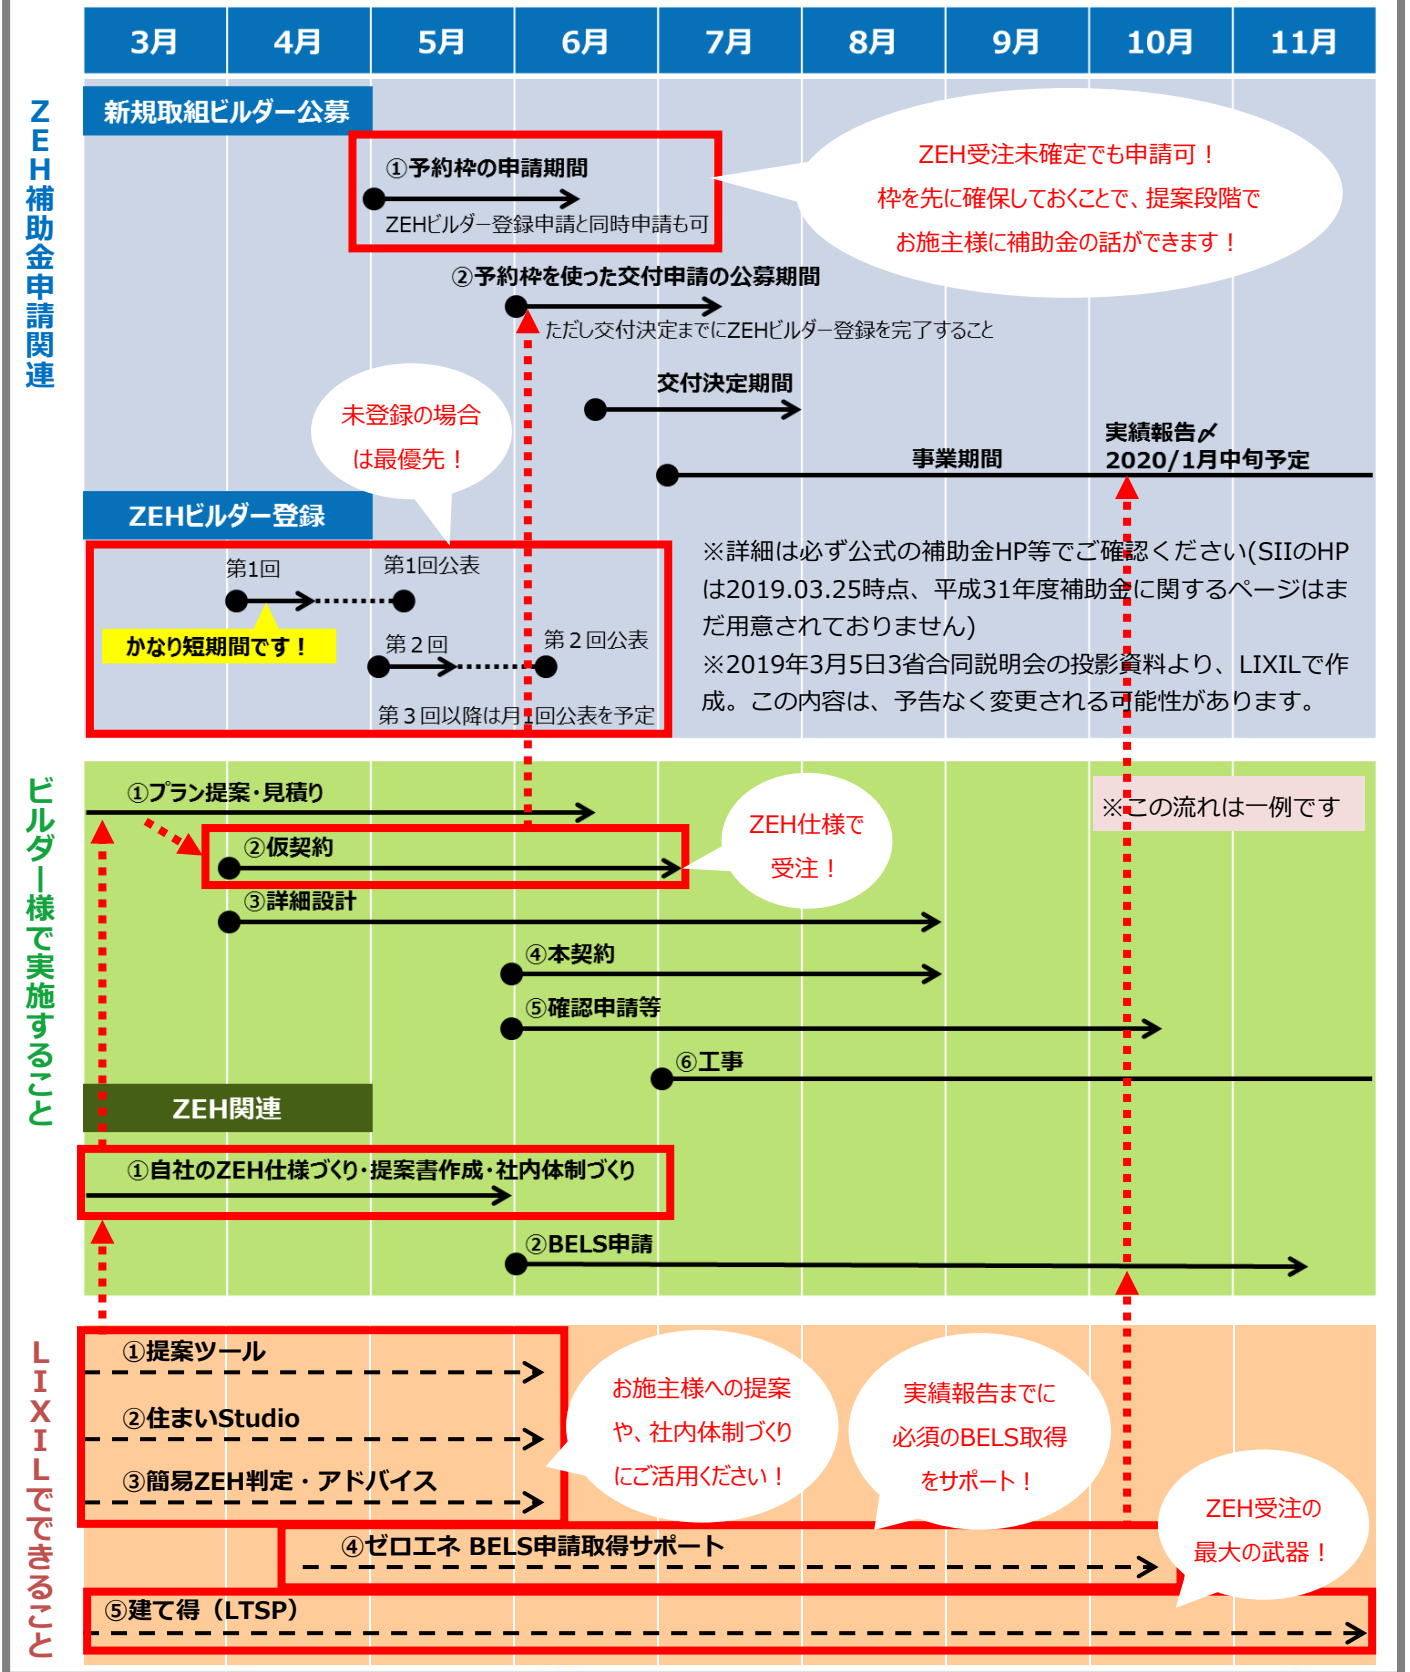 3月 4月 5月 6月 7月 8月 9月 10月 11月
ZEH補助金申請関連
新規取組ビルダー公募
①予約枠の申請期間
ZEHビルダー登録申請と同時申請も可
ZEH受注未確定でも申請可！
枠を先に確保しておくことで、提案段階で
お施主様に補助金の話ができます！
②予約枠を使った交付申請の公募期間
ただし交付決定までにZEHビルダー登録を完了すること
交付決定期間
未登録の場合
は最優先！
事業期間
実績報告〆
2020/1月中旬予定
ZEHビルダー登録
第1回
第1回公表
かなり短期間です！
第２回
第２回公表
第３回以降は月1回公表を予定
※詳細は必ず公式の補助金HP等でご確認ください(SIIのHP
は2019.03.25時点、平成31年度補助金に関するページはま
だ用意されておりません)
※2019年3月5日3省合同説明会の投影資料より、LIXILで作
成。この内容は、予告なく変更される可能性があります。
ビルダー様で実施すること
①プラン提案・見積り
※この流れは一例です
②仮契約
ZEH仕様で
受注！
③詳細設計
④本契約
⑤確認申請等
⑥工事
ZEH関連
①自社のZEH仕様づくり・提案書作成・社内体制づくり
②BELS申請
LIXILでできること
①提案ツール
②住まいStudio
③簡易ZEH判定・アドバイス
お施主様への提案
や、社内体制づくり
にご活用ください！
実績報告までに
必須のBELS取得
をサポート！
④ゼロエネ BELS申請取得サポート
ZEH受注の
最大の武器！
⑤建て得（LTSP）